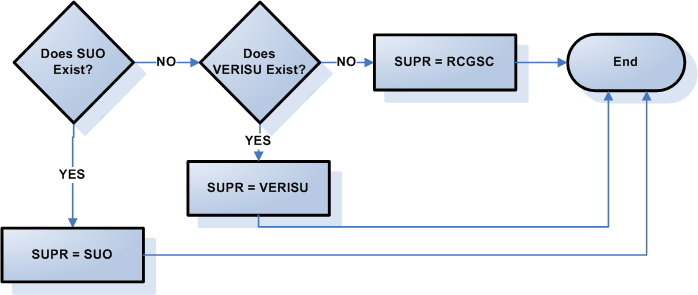 Does SUO
Exist?
NO
Does
VERISU Exist?
NO
SUPR = RCGSC
End
YES
SUPR = VERISU
YES
SUPR = SUO